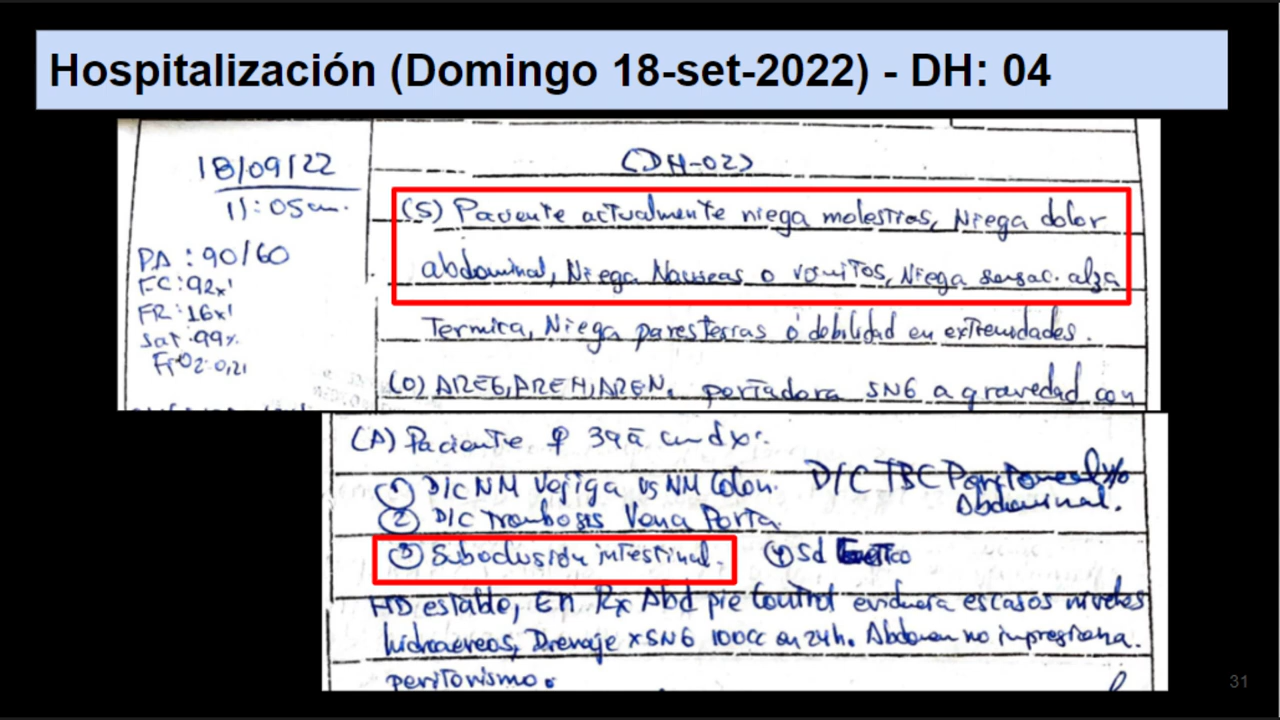 Hospitalización (Domingo 18-set-2022) - DH: 04
18/09/22
11:05am.
PA : 90/60
FC: 92x'
FR: 16x'
Sat: 99%
FiO2: 0,21
(DH-02)
(S) Paciente actualmente niega molestias, Niega dolor
abdominal, Niega Nauseas o vomitos, Niega sensac. alza
Termica, Niega parestesias ó debilidad en extremidades.
(O) AREG, AREH, AREN, portadora SNG a gravedad con
(A) Paciente ♀ 39a con dx:
① D/C NM Vejiga vs NM Colon. D/C TBC Peritoneal y/o
Abdominal.
② D/C Trombosis Vena Porta.
③ Suboclusión intestinal. ④ Sd
HD estable, En Rx Abd pie Control evidencia escasos niveles
hidroaereos, Drenaje x SNG 100cc en 24h. Abdomen no impresiona
peritonismo.
31